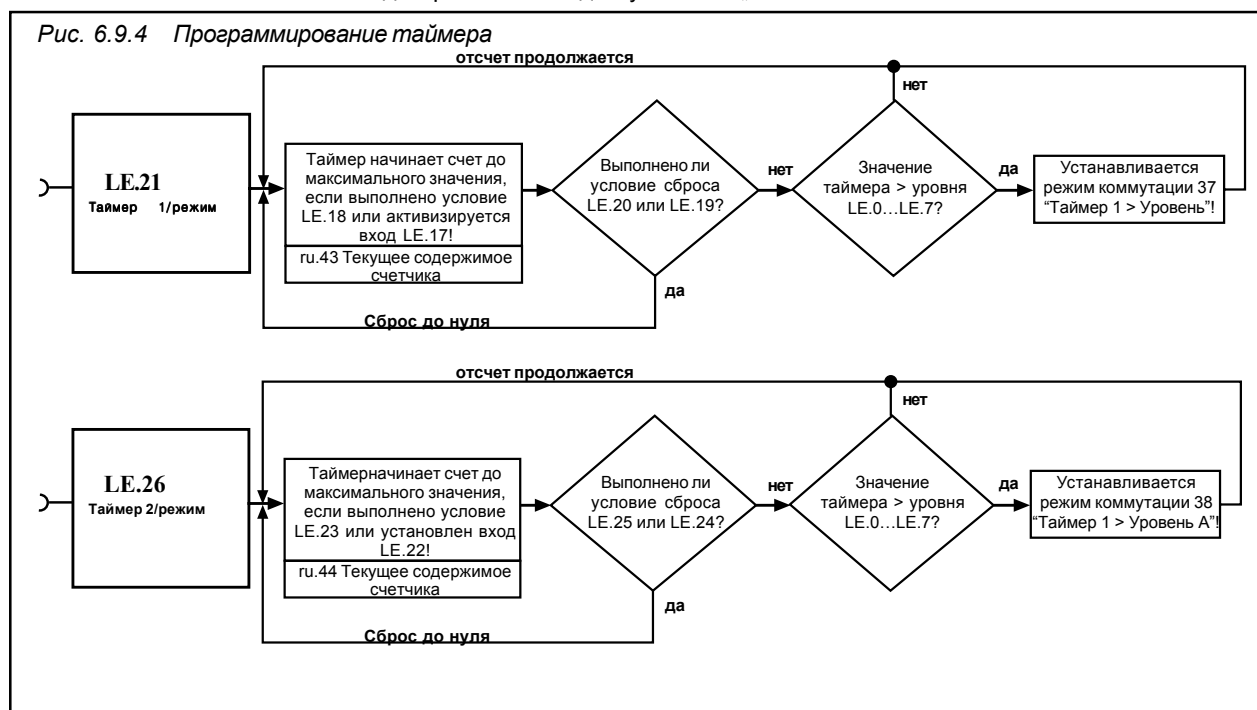 Рис. 6.9.4 Программирование таймера
отсчет продолжается
нет
LE.21
Таймер 1/режим
Таймер начинает счет до
максимального значения,
если выполнено условие
LE.18 или активизируется
вход LE.17!
ru.43 Текущее содержимое
счетчика
Выполнено ли
условие сброса
LE.20 или LE.19?
нет
Значение
таймера > уровня
LE.0…LE.7?
да
Устанавливается
режим коммутации 37
“Таймер 1 > Уровень”!
да
Сброс до нуля
отсчет продолжается
нет
LE.26
Таймер 2/режим
Таймерначинает счет до
максимального значения,
если выполнено условие
LE.23 или установлен вход
LE.22!
ru.44 Текущее содержимое
счетчика
Выполнено ли
условие сброса
LE.25 или LE.24?
нет
Значение
таймера > уровня
LE.0…LE.7?
да
Устанавливается
режим коммутации 38
“Таймер 1 > Уровень А”!
да
Сброс до нуля